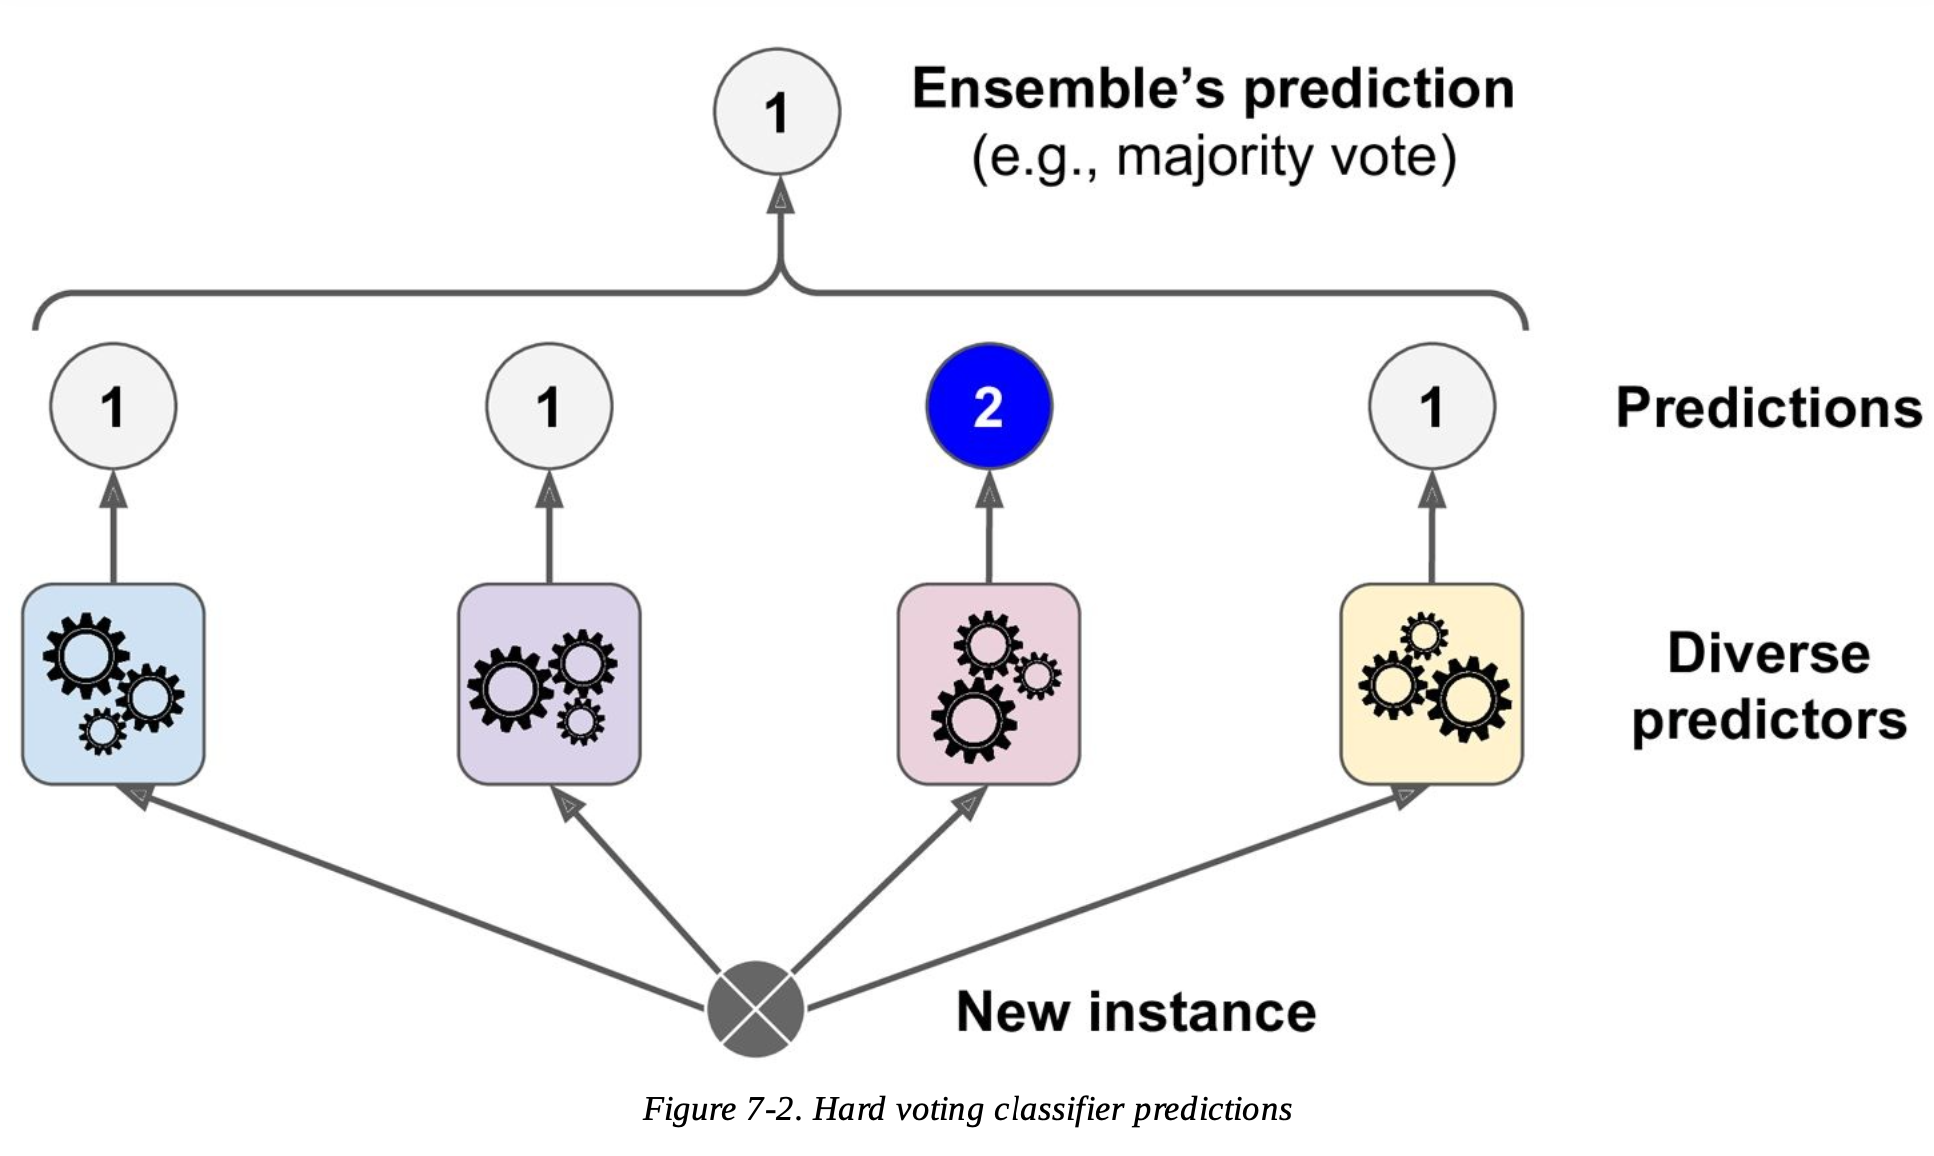 1
Ensemble’s prediction
(e.g., majority vote)
1
1
2
1
Predictions
Diverse
predictors
New instance
Figure 7-2. Hard voting classifier predictions